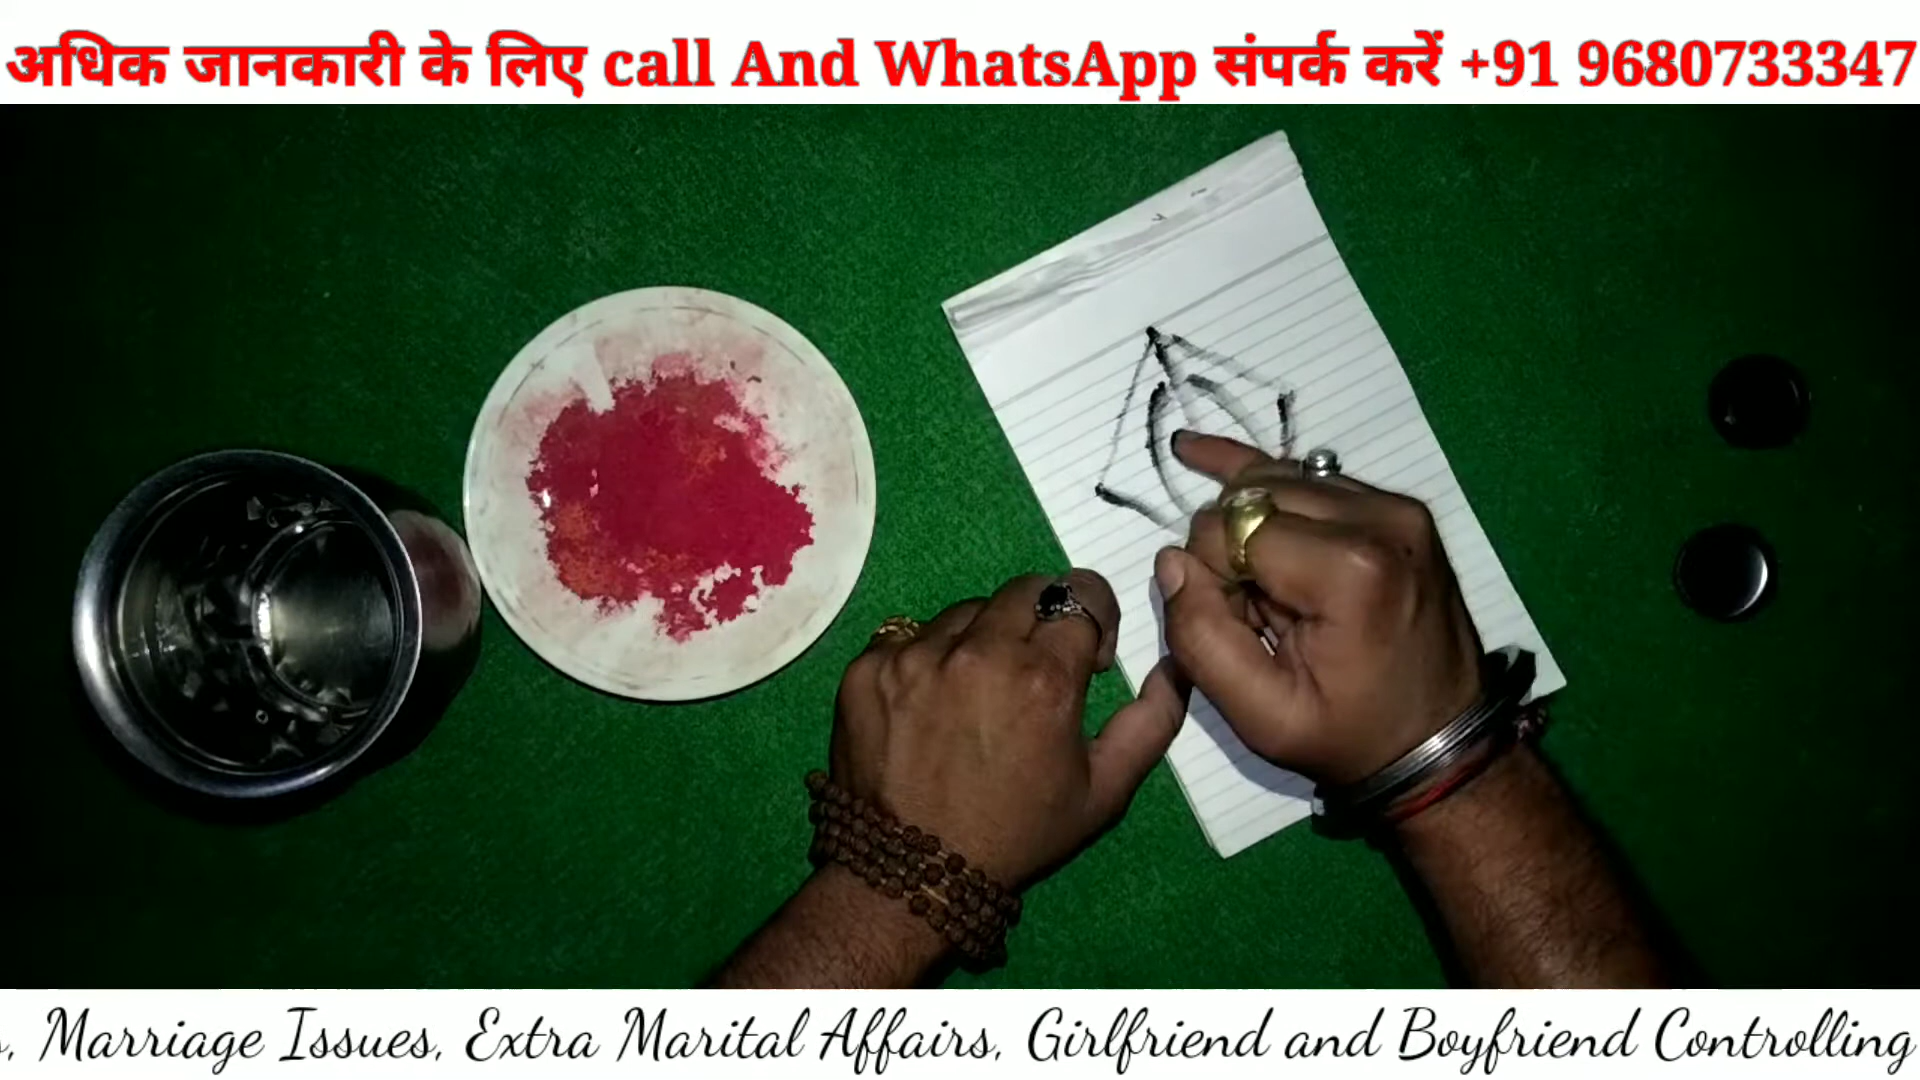 अधिक जानकारी के लिए call And WhatsApp संपर्क करें +91 9680733347
, Marriage Issues, Extra Marital Affairs, Girlfriend and Boyfriend Controlling